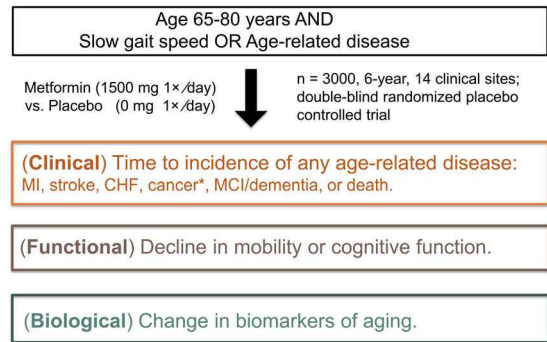 Age 65-80 years AND
Slow gait speed OR Age-related disease
Metformin (1500 mg 1× ⁄day)
vs. Placebo (0 mg 1× ⁄day)
n = 3000, 6-year, 14 clinical sites;
double-blind randomized placebo
controlled trial
(Clinical) Time to incidence of any age-related disease:
MI, stroke, CHF, cancer*, MCI/dementia, or death.
(Functional) Decline in mobility or cognitive function.
(Biological) Change in biomarkers of aging.